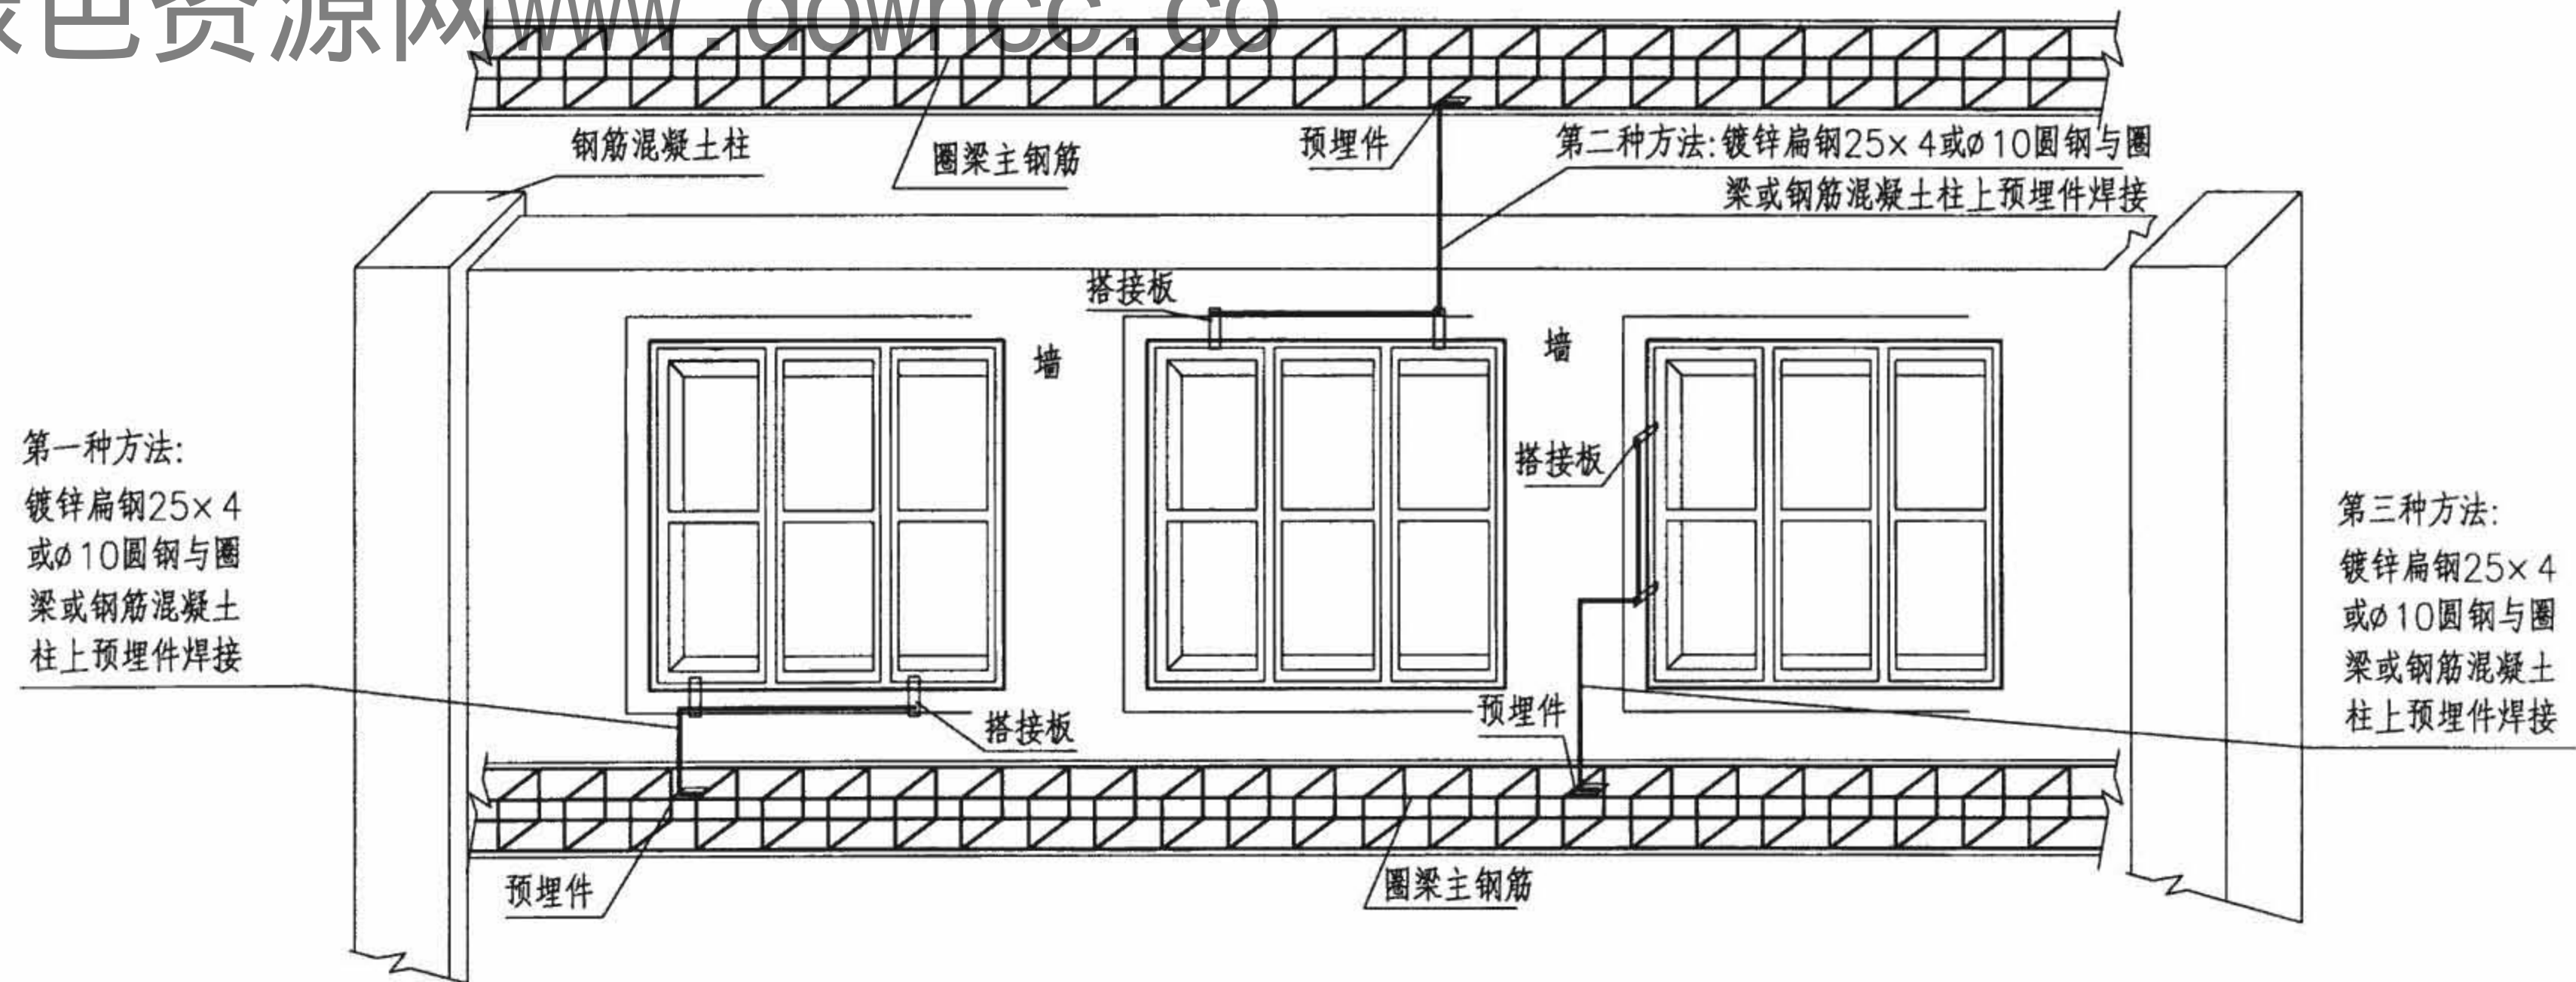 色资源网www.downcc.co
钢筋混凝土柱
圈梁主钢筋
预埋件
第二种方法:镀锌扁钢25×4或ø10圆钢与圈
梁或钢筋混凝土柱上预埋件焊接
搭接板
墙
墙
第一种方法:
镀锌扁钢25×4
或ø10圆钢与圈
梁或钢筋混凝土
柱上预埋件焊接
搭接板
第三种方法:
镀锌扁钢25×4
或ø10圆钢与圈
梁或钢筋混凝土
柱上预埋件焊接
搭接板
预埋件
预埋件
圈梁主钢筋